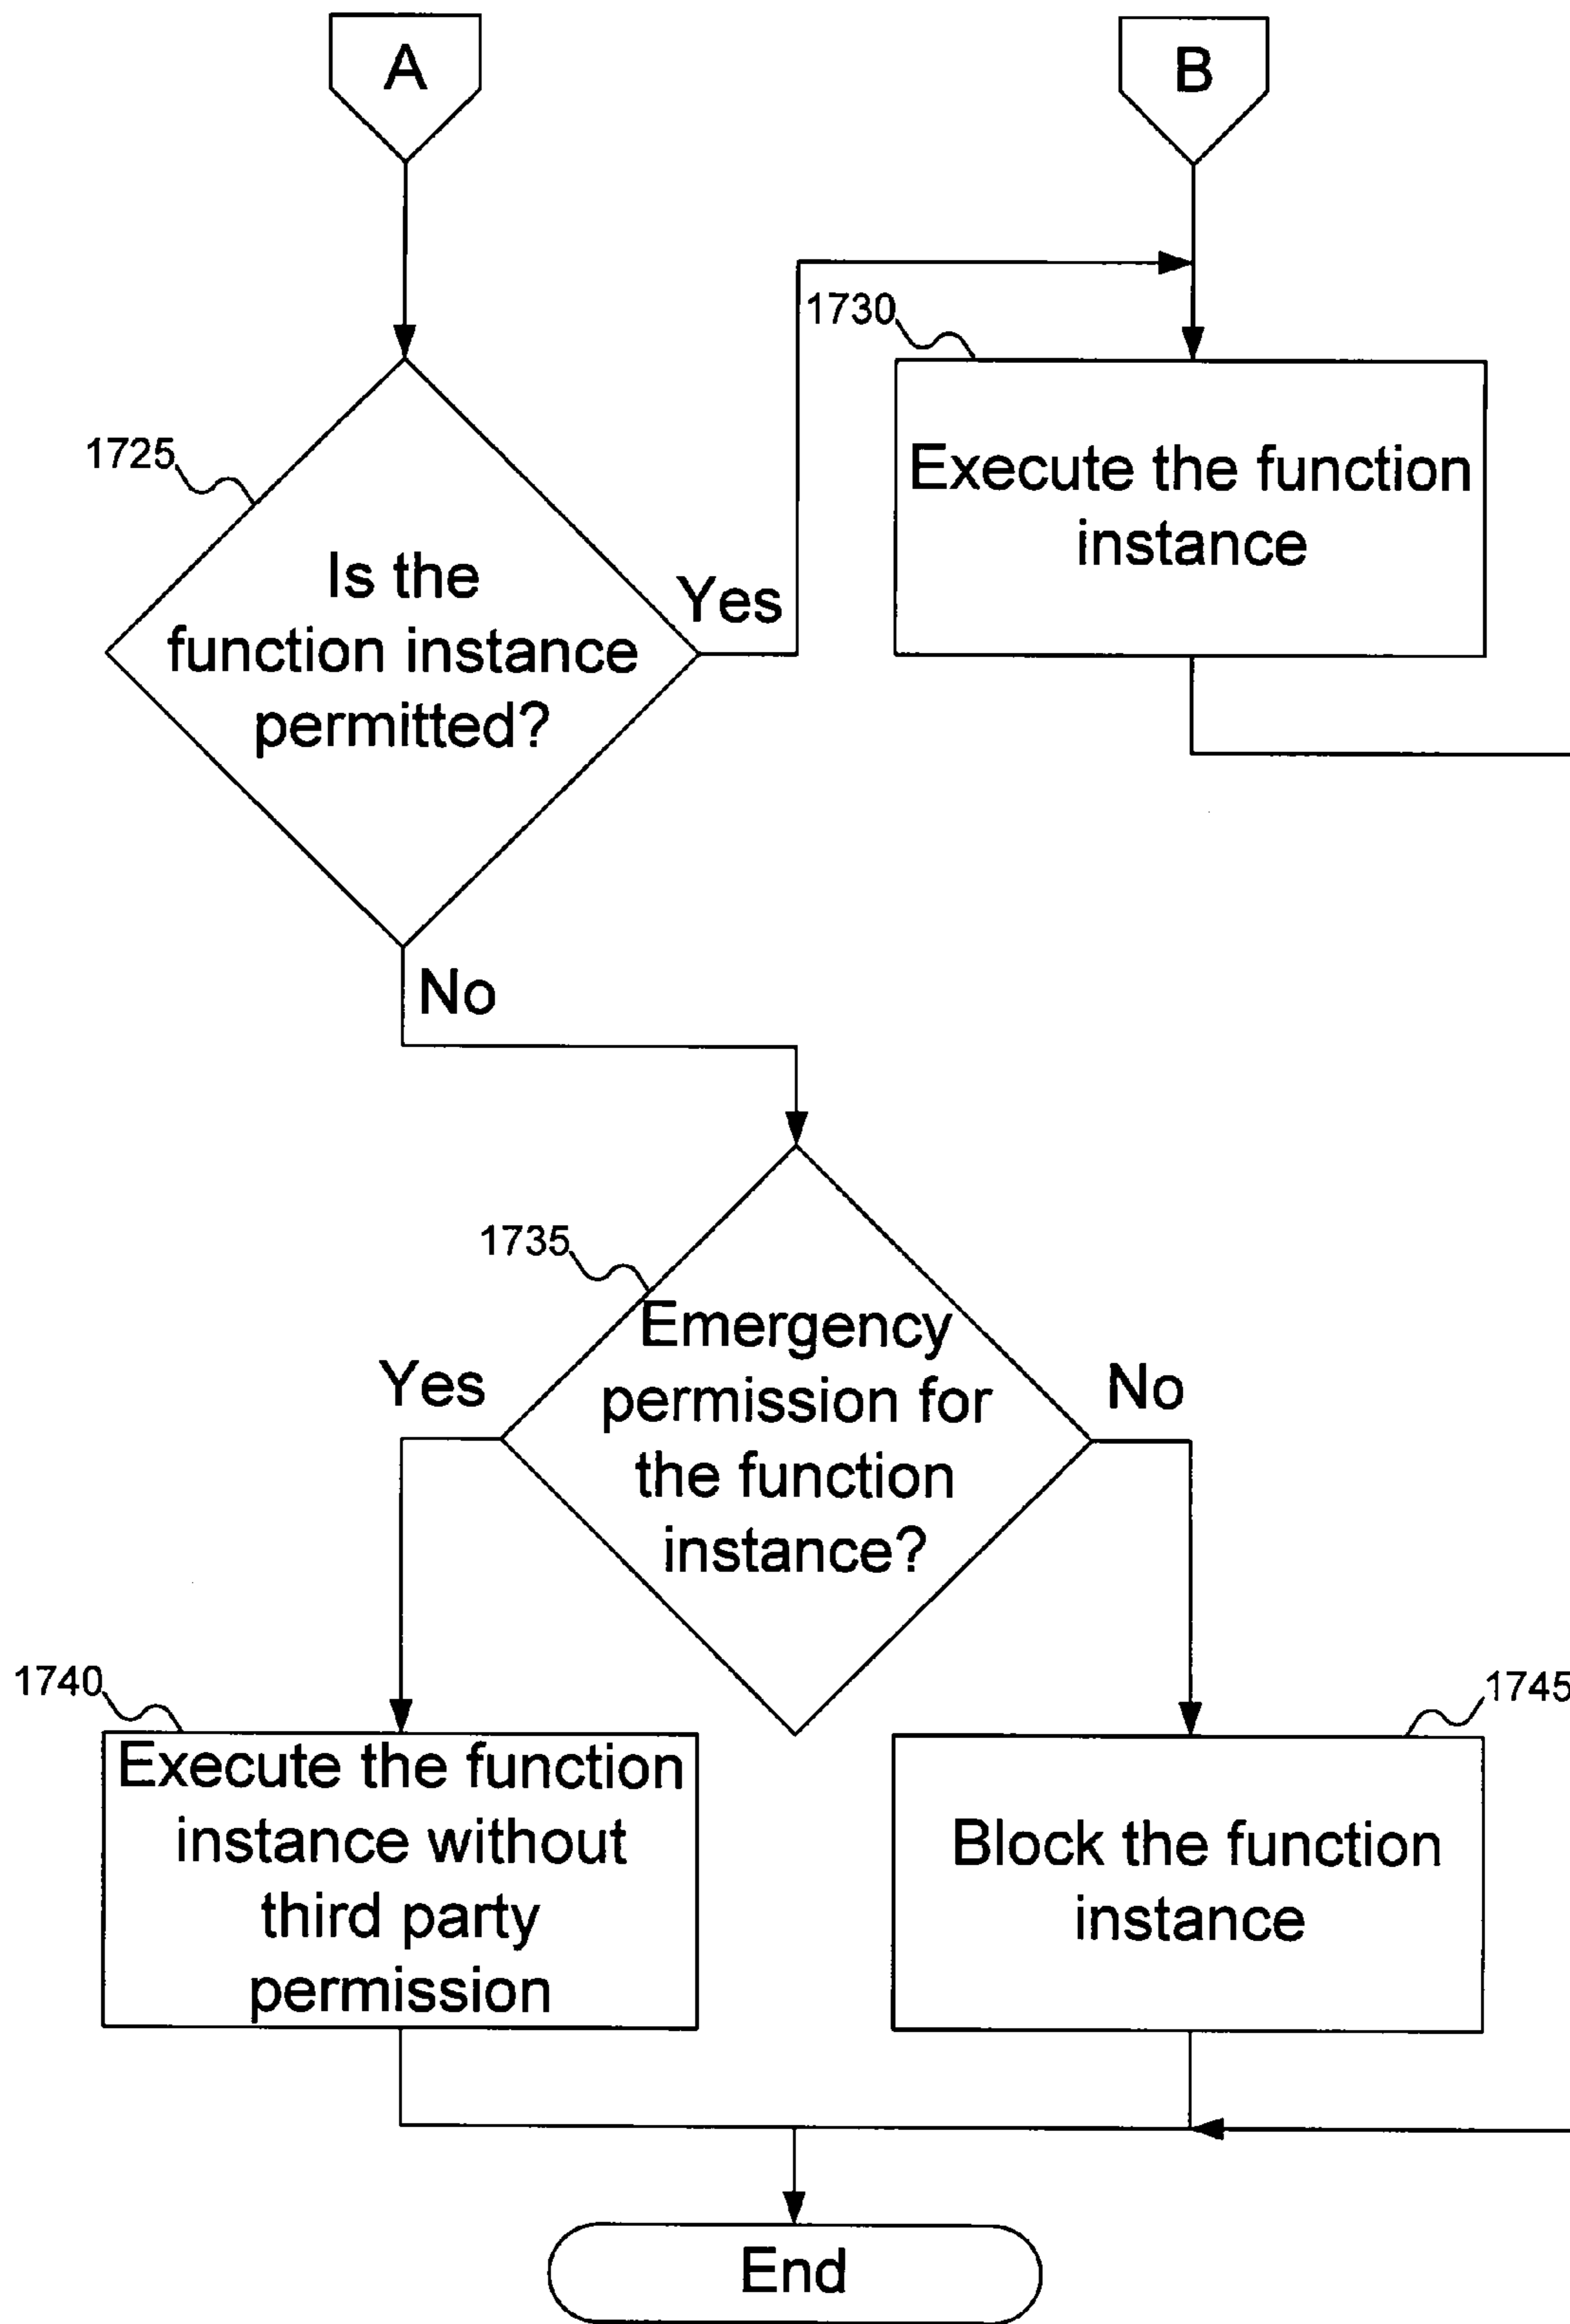 A
B
1730
Execute the function
instance
1725
Is the
function instance
permitted?
Yes
No
1735
Emergency
permission for
the function
instance?
Yes
No
1740
Execute the function
instance without
third party
permission
1745
Block the function
instance
End